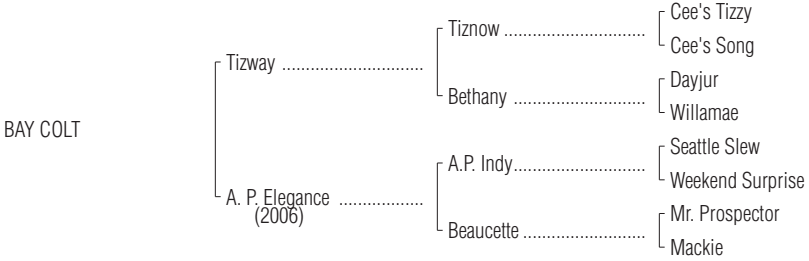 Cee's Tizzy
Tiznow ..............................
Cee's Song
Tizway ..............................
Dayjur
Bethany ............................
Willamae
BAY COLT
Seattle Slew
A.P. Indy............................
Weekend Surprise
A. P. Elegance ..................
(2006)
Mr. Prospector
Beaucette ..........................
Mackie